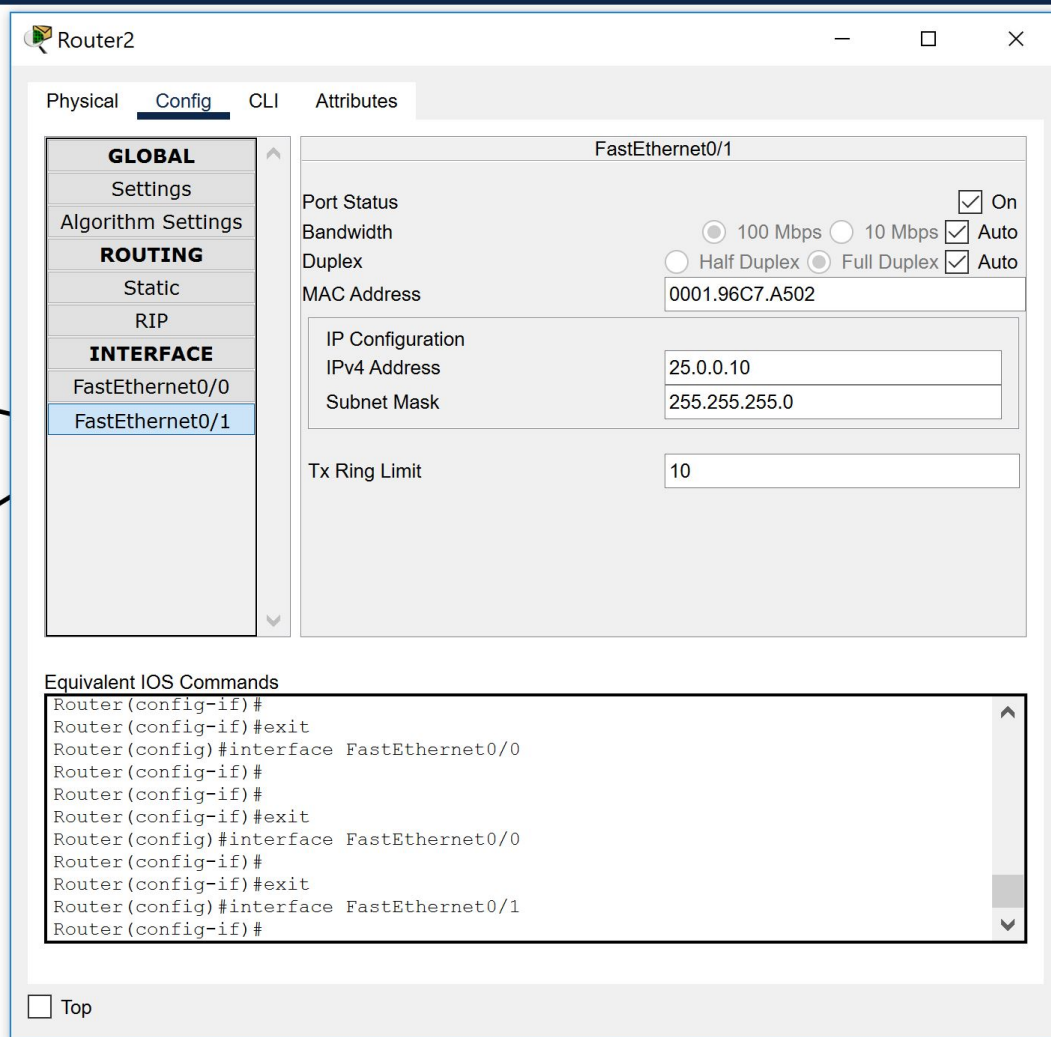 Router2
Physical Config CLI Attributes
GLOBAL
Settings
Algorithm Settings
ROUTING
Static
RIP
INTERFACE
FastEthernet0/0
FastEthernet0/1
FastEthernet0/1
Port Status On
Bandwidth 100 Mbps 10 Mbps Auto
Duplex Half Duplex Full Duplex Auto
MAC Address 0001.96C7.A502
IP Configuration
IPv4 Address 25.0.0.10
Subnet Mask 255.255.255.0
Tx Ring Limit 10
Equivalent IOS Commands
Router(config-if)#
Router(config-if)#exit
Router(config)#interface FastEthernet0/0
Router(config-if)#
Router(config-if)#
Router(config-if)#exit
Router(config)#interface FastEthernet0/0
Router(config-if)#
Router(config-if)#exit
Router(config)#interface FastEthernet0/1
Router(config-if)#
Top